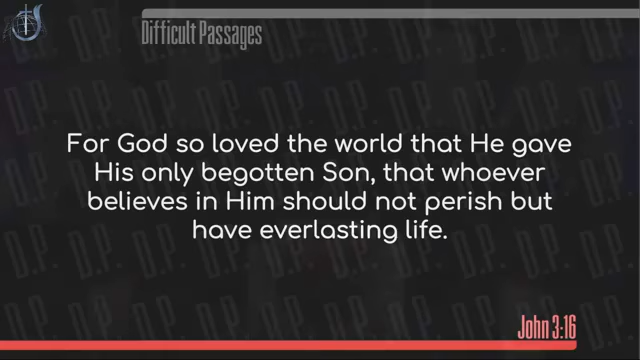 Difficult Passages
For God so loved the world that He gave
His only begotten Son, that whoever
believes in Him should not perish but
have everlasting life.
John 3:16